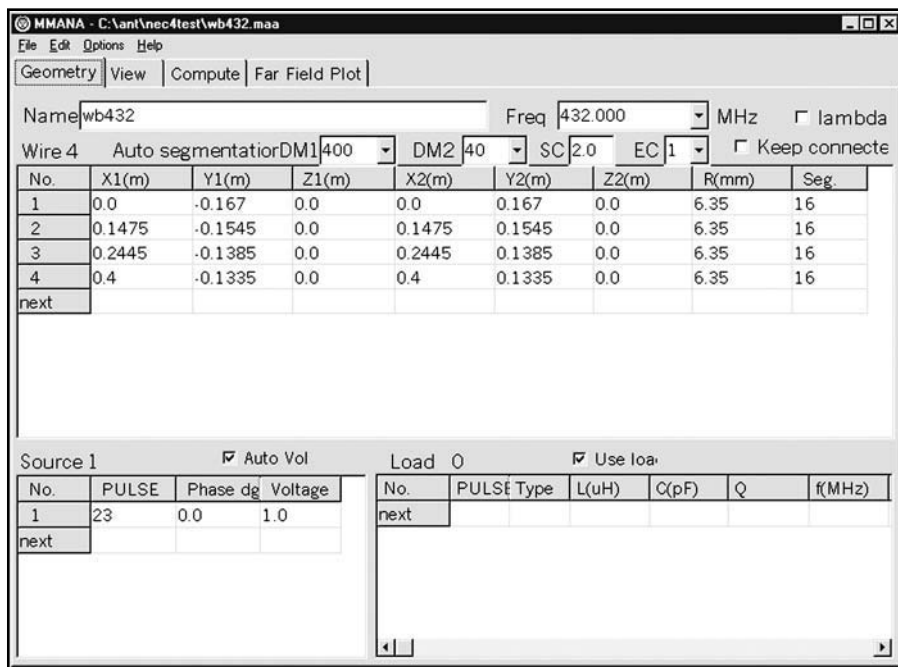 MMANA - C:\ant\nec4test\wb432.maa
File Edit Options Help
Geometry View Compute Far Field Plot
Name wb432 Freq 432.000 MHz lambda
Wire 4 Auto segmentatior DM1 400 DM2 40 SC 2.0 EC 1 Keep connecte
No. X1(m) Y1(m) Z1(m) X2(m) Y2(m) Z2(m) R(mm) Seg.
1 0.0 -0.167 0.0 0.0 0.167 0.0 6.35 16
2 0.1475 -0.1545 0.0 0.1475 0.1545 0.0 6.35 16
3 0.2445 -0.1385 0.0 0.2445 0.1385 0.0 6.35 16
4 0.4 -0.1335 0.0 0.4 0.1335 0.0 6.35 16
next
Source 1 Auto Vol
No. PULSE Phase dg Voltage
1 23 0.0 1.0
next
Load 0 Use loa
No. PULSE Type L(uH) C(pF) Q f(MHz)
next